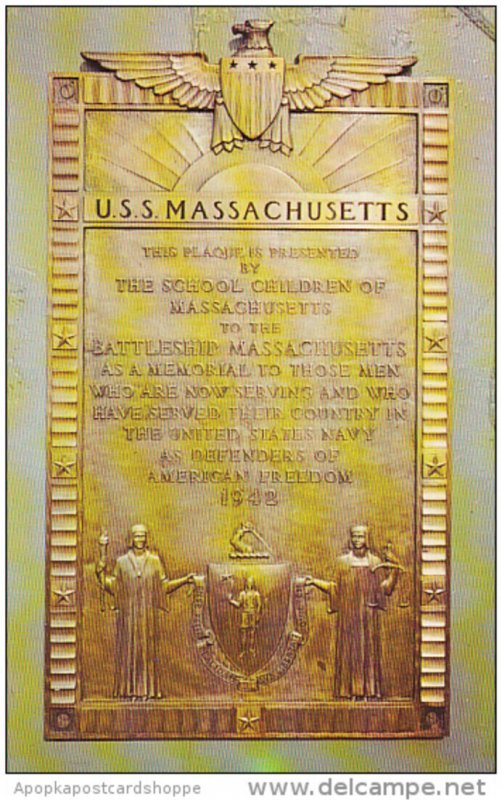 U.S.S. MASSACHUSETTS
THIS PLAQUE IS PRESENTED
BY
THE SCHOOL CHILDREN OF
MASSACHUSETTS
TO THE
BATTLESHIP MASSACHUSETTS
AS A MEMORIAL TO THOSE MEN
WHO ARE NOW SERVING AND WHO
HAVE SERVED THEIR COUNTRY IN
THE UNITED STATES NAVY
AS DEFENDERS OF
AMERICAN FREEDOM
1942
Apopkapostcardshoppe © www.delcampe.net